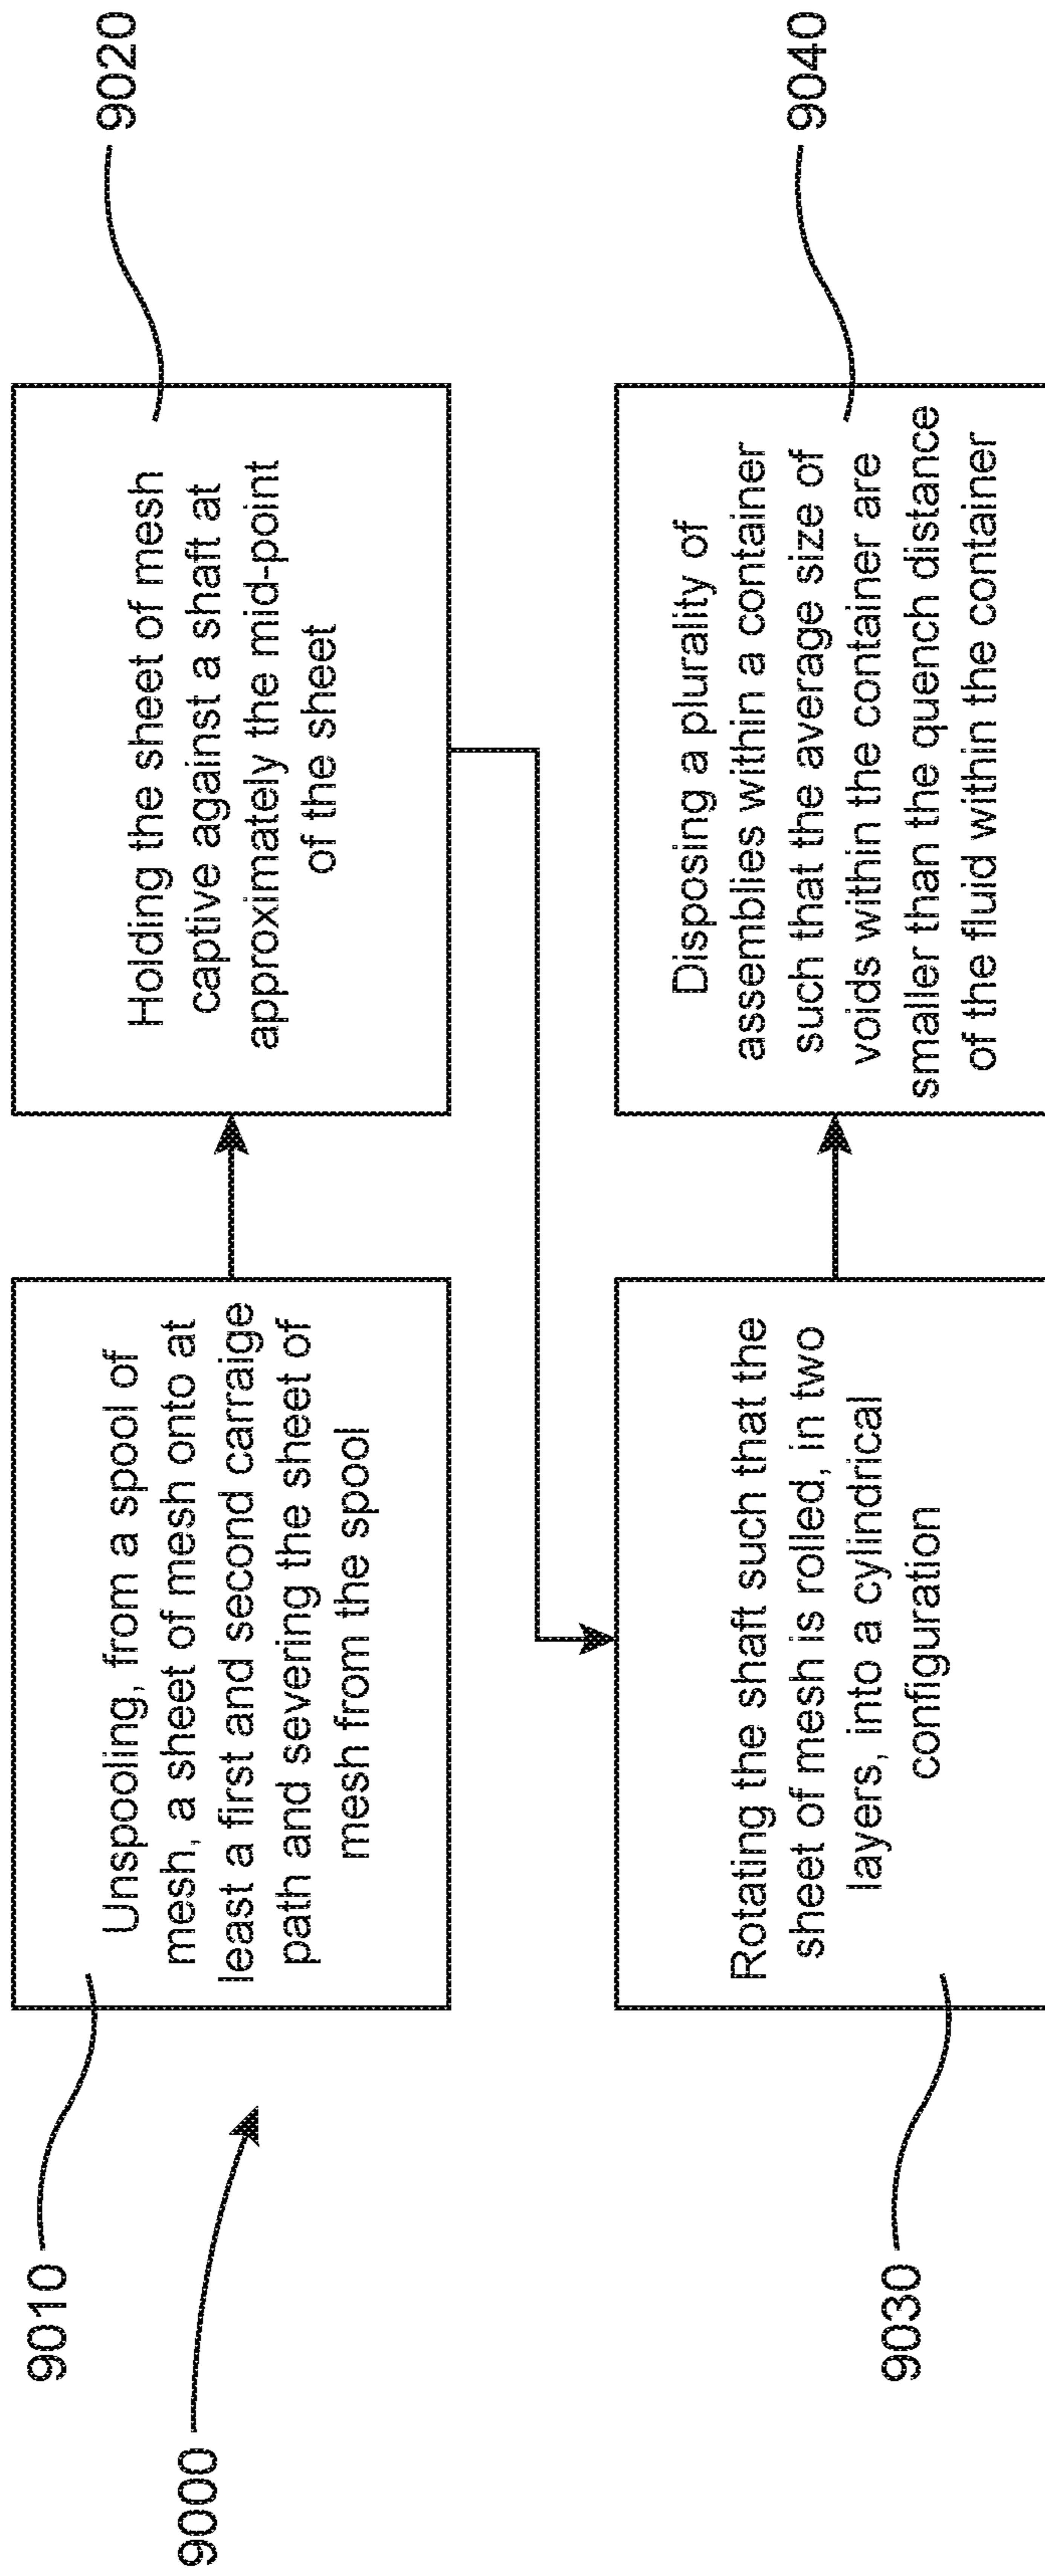 9000
9010
Unspooling, from a spool of
mesh, a sheet of mesh onto at
least a first and second carraige
path and severing the sheet of
mesh from the spool
9020
Holding the sheet of mesh
captive against a shaft at
approximately the mid-point
of the sheet
9030
Rotating the shaft such that the
sheet of mesh is rolled, in two
layers, into a cylindrical
configuration
9040
Disposing a plurality of
assemblies within a container
such that the average size of
voids within the container are
smaller than the quench distance
of the fluid within the container